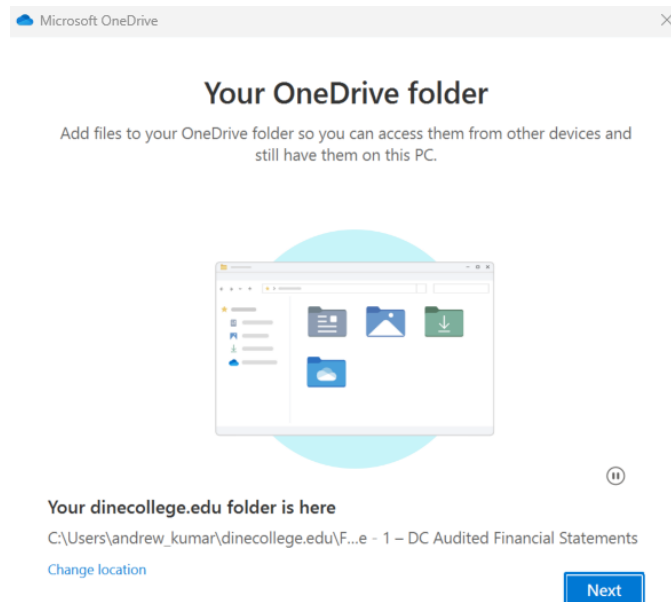 Microsoft OneDrive
Your OneDrive folder
Add files to your OneDrive folder so you can access them from other devices and
still have them on this PC.
Your dinecollege.edu folder is here
C:\Users\andrew_kumar\dinecollege.edu\F...e - 1 – DC Audited Financial Statements
Change location
Next